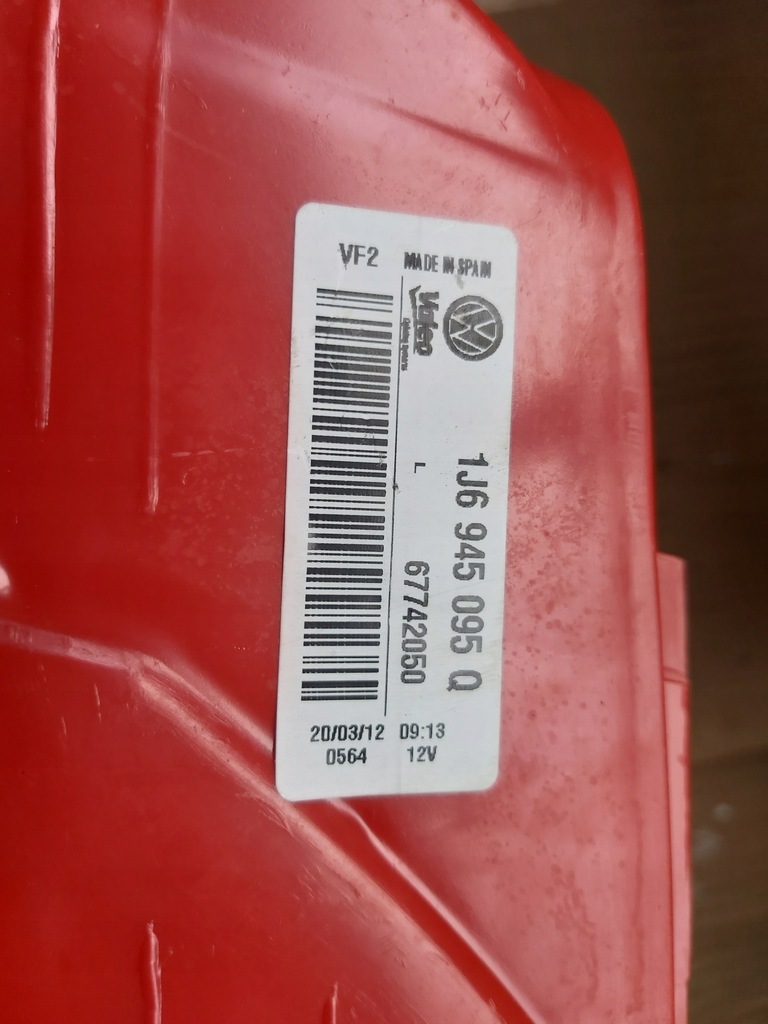 VF2 MADE IN SPAIN
Valeo
1J6 945 095 Q
L 67742050
20/03/12 09:13
0564 12V